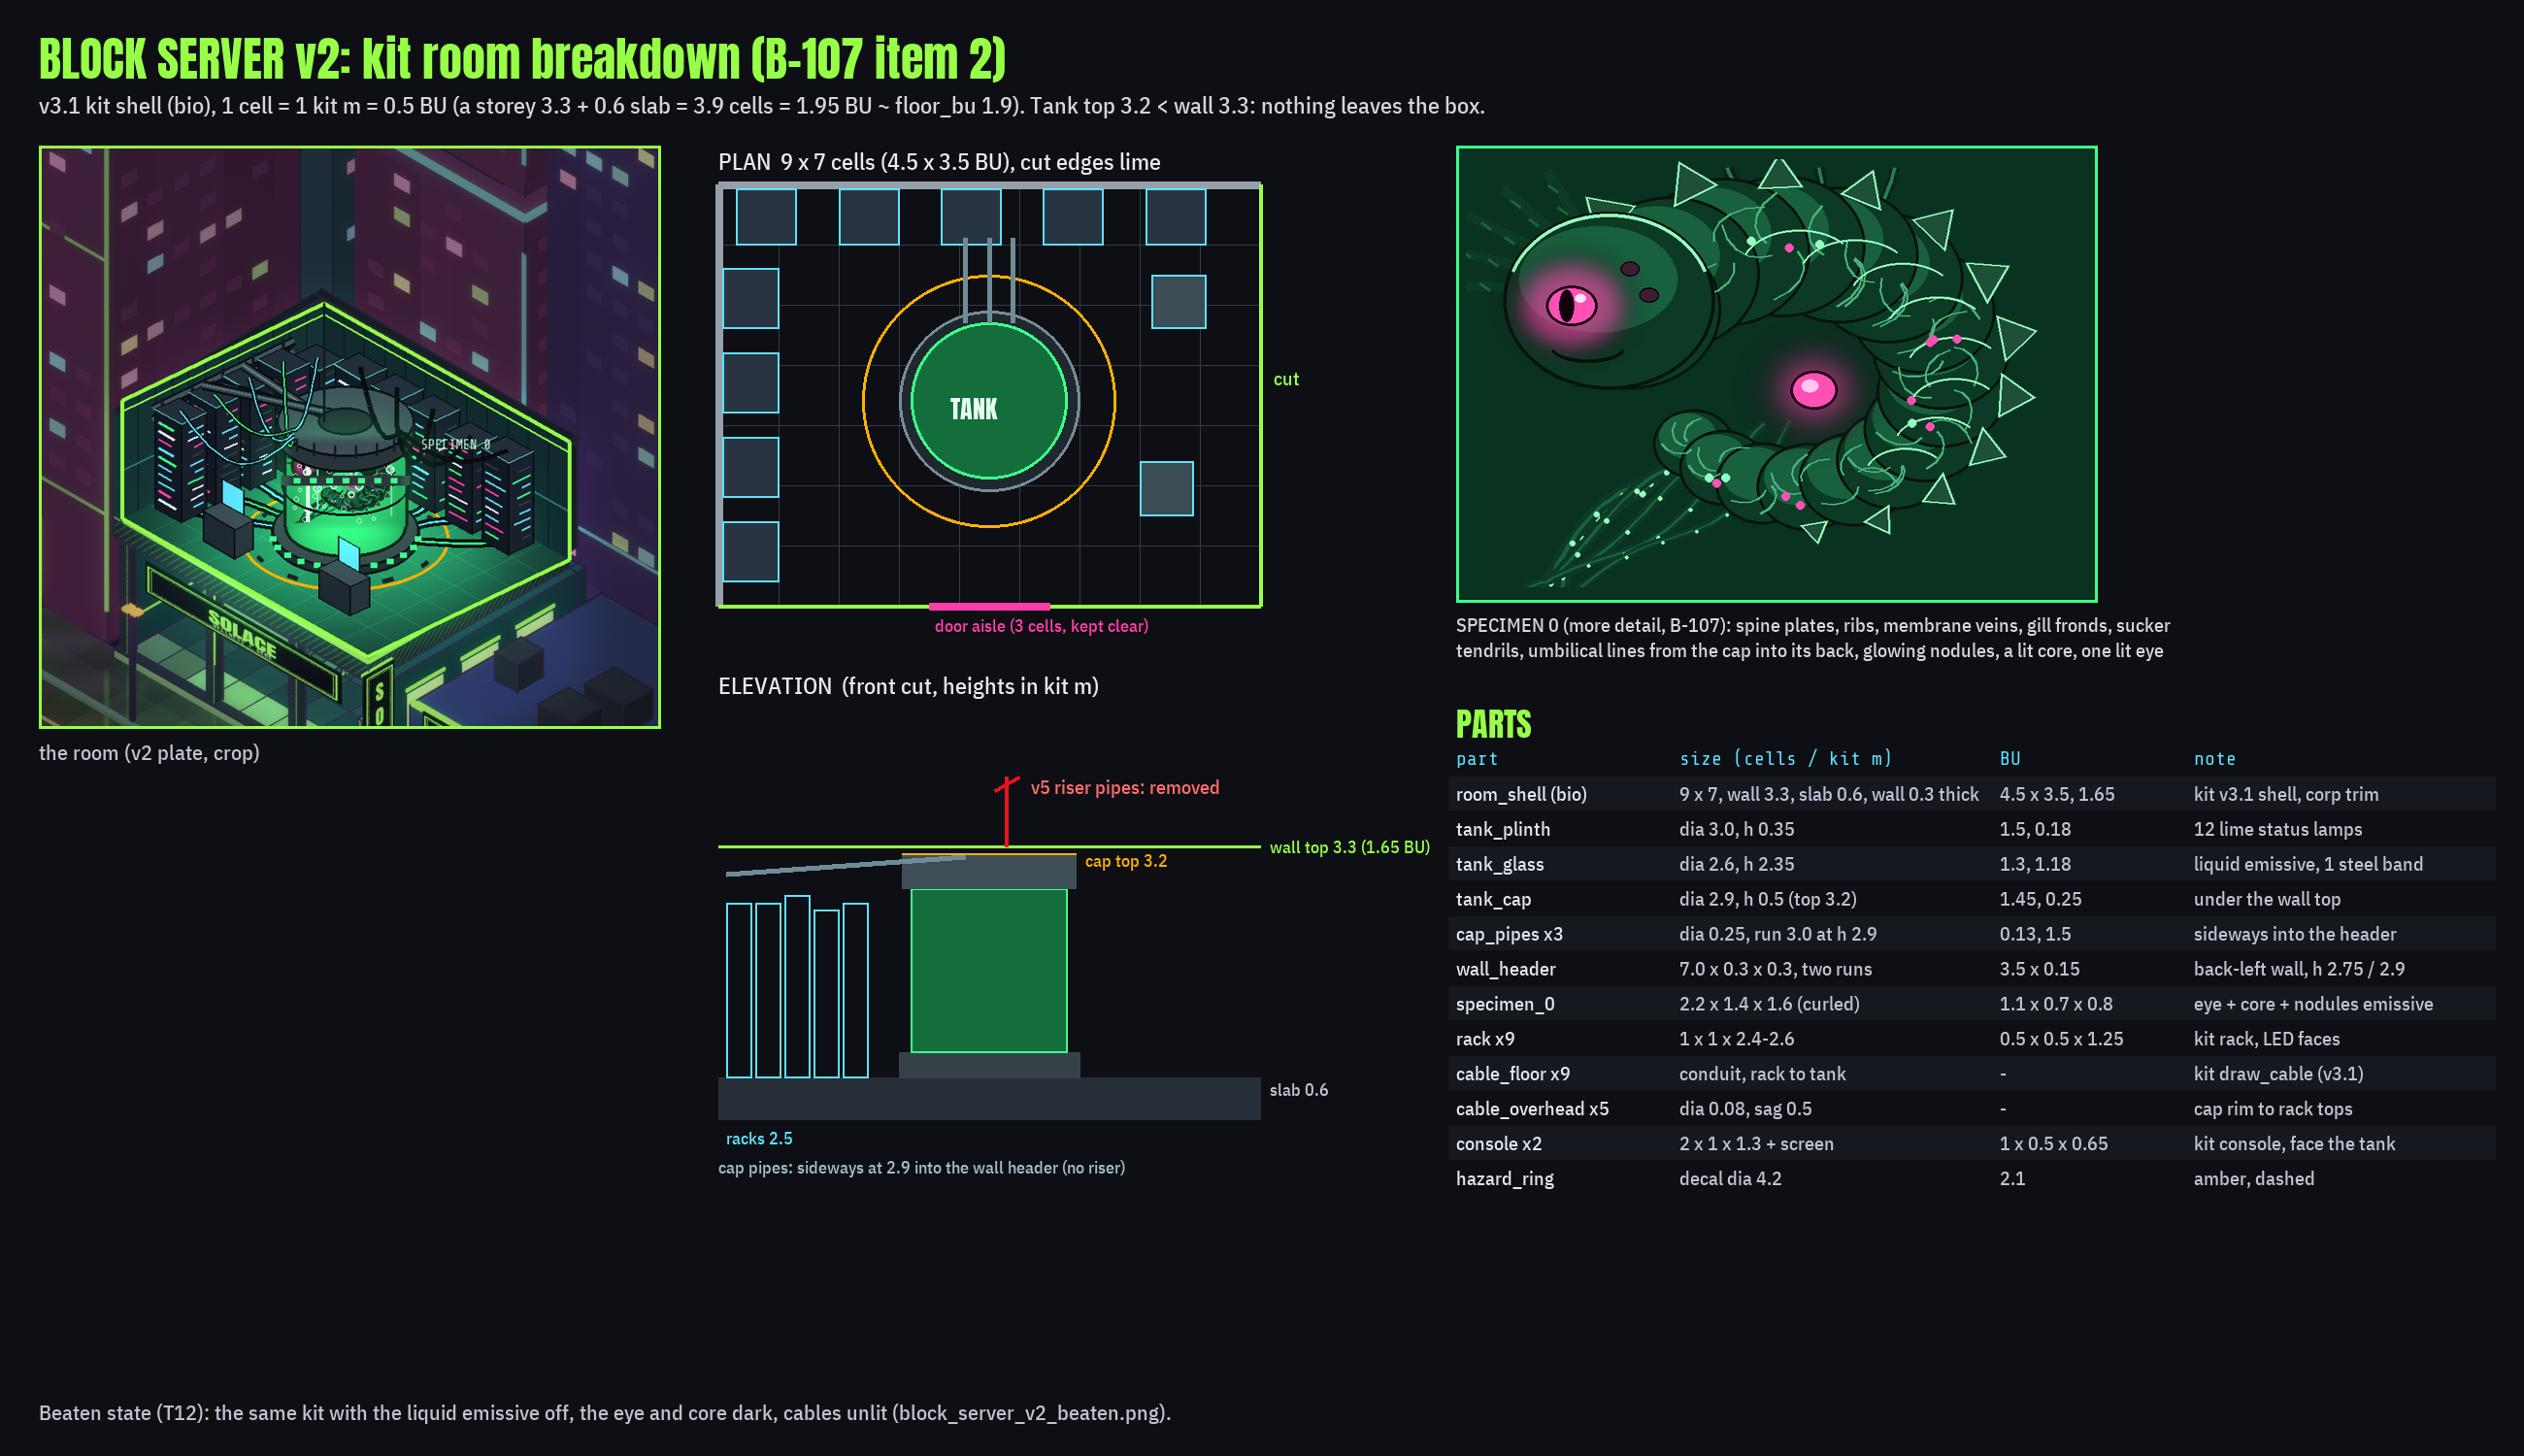 BLOCK SERVER v2: kit room breakdown (B-107 item 2)
v3.1 kit shell (bio), 1 cell = 1 kit m = 0.5 BU (a storey 3.3 + 0.6 slab = 3.9 cells = 1.95 BU ~ floor_bu 1.9). Tank top 3.2 < wall 3.3: nothing leaves the box.
SPECIMEN 0
SOLACE
S
0
the room (v2 plate, crop)
PLAN 9 x 7 cells (4.5 x 3.5 BU), cut edges lime
TANK
cut
door aisle (3 cells, kept clear)
ELEVATION (front cut, heights in kit m)
v5 riser pipes: removed
wall top 3.3 (1.65 BU)
cap top 3.2
slab 0.6
racks 2.5
cap pipes: sideways at 2.9 into the wall header (no riser)
SPECIMEN 0 (more detail, B-107): spine plates, ribs, membrane veins, gill fronds, sucker
tendrils, umbilical lines from the cap into its back, glowing nodules, a lit core, one lit eye
PARTS
part size (cells / kit m) BU note
room_shell (bio) 9 x 7, wall 3.3, slab 0.6, wall 0.3 thick 4.5 x 3.5, 1.65 kit v3.1 shell, corp trim
tank_plinth dia 3.0, h 0.35 1.5, 0.18 12 lime status lamps
tank_glass dia 2.6, h 2.35 1.3, 1.18 liquid emissive, 1 steel band
tank_cap dia 2.9, h 0.5 (top 3.2) 1.45, 0.25 under the wall top
cap_pipes x3 dia 0.25, run 3.0 at h 2.9 0.13, 1.5 sideways into the header
wall_header 7.0 x 0.3 x 0.3, two runs 3.5 x 0.15 back-left wall, h 2.75 / 2.9
specimen_0 2.2 x 1.4 x 1.6 (curled) 1.1 x 0.7 x 0.8 eye + core + nodules emissive
rack x9 1 x 1 x 2.4-2.6 0.5 x 0.5 x 1.25 kit rack, LED faces
cable_floor x9 conduit, rack to tank - kit draw_cable (v3.1)
cable_overhead x5 dia 0.08, sag 0.5 - cap rim to rack tops
console x2 2 x 1 x 1.3 + screen 1 x 0.5 x 0.65 kit console, face the tank
hazard_ring decal dia 4.2 2.1 amber, dashed
Beaten state (T12): the same kit with the liquid emissive off, the eye and core dark, cables unlit (block_server_v2_beaten.png).